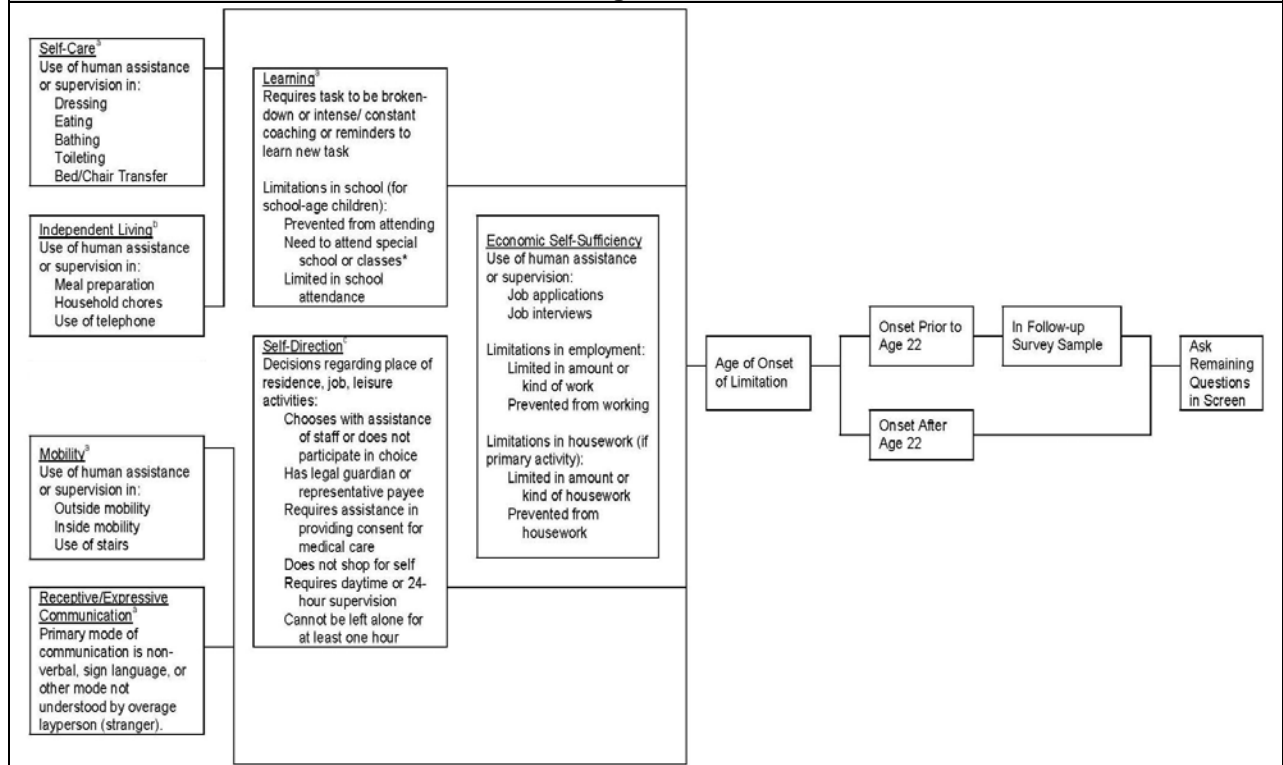 Self-Care^a
Use of human assistance
or supervision in:
Dressing
Eating
Bathing
Toileting
Bed/Chair Transfer
Independent Living^b
Use of human assistance
or supervision in:
Meal preparation
Household chores
Use of telephone
Mobility^a
Use of human assistance
or supervision in:
Outside mobility
Inside mobility
Use of stairs
Receptive/Expressive
Communication^a
Primary mode of
communication is non-
verbal, sign language, or
other mode not
understood by overage
layperson (stranger).
Learning^a
Requires task to be broken-
down or intense/ constant
coaching or reminders to
learn new task
Limitations in school (for
school-age children):
Prevented from attending
Need to attend special
school or classes*
Limited in school
attendance
Self-Direction^c
Decisions regarding place of
residence, job, leisure
activities:
Chooses with assistance
of staff or does not
participate in choice
Has legal guardian or
representative payee
Requires assistance in
providing consent for
medical care
Does not shop for self
Requires daytime or 24-
hour supervision
Cannot be left alone for
at least one hour
Economic Self-Sufficiency
Use of human assistance
or supervision:
Job applications
Job interviews
Limitations in employment:
Limited in amount or
kind of work
Prevented from working
Limitations in housework (if
primary activity):
Limited in amount or
kind of housework
Prevented from
housework
Age of Onset
of Limitation
Onset Prior to
Age 22
In Follow-up
Survey Sample
Onset After
Age 22
Ask
Remaining
Questions
in Screen